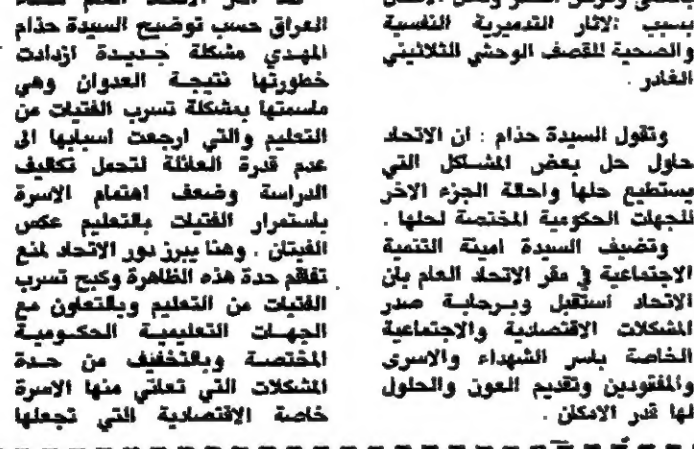 بسبب الاثار التدميرية النفسية
والصحية للقصف الوحشي الثلاثيني
الغادر .
وتقول السيدة حذام : ان الاتحاد
حاول حل بعض المشاكل التي
يستطيع حلها واحالة الجزء الاخر
للجهات الحكومية المختصة لحلها .
وتضيف السيدة امينة التنمية
الاجتماعية في مقر الاتحاد العام بان
الاتحاد استقبل وبرحابة صدر
المشكلات الاقتصادية والاجتماعية
الخاصة باسر الشهداء والاسرى
والمفقودين وتقديم العون والحلول
لها قدر الامكان .
العراق حسب توضيح السيدة حذام
المهدي مشكلة جديدة ازدادت
خطورتها نتيجة العدوان وهي
ماسمتها بمشكلة تسرب الفتيات من
التعليم والتي ارجعت اسبابها الى
عدم قدرة العائلة لتحمل تكاليف
الدراسة وضعف اهتمام الاسرة
باستمرار الفتيات بالتعليم عكس
الفتيان . وهنا يبرز دور الاتحاد لمنع
تفاقم حدة هذه الظاهرة وكبح تسرب
الفتيات من التعليم وبالتعاون مع
الجهات التعليمية الحكومية
المختصة وبالتخفيف من حدة
المشكلات التي تعاني منها الاسرة
خاصة الاقتصادية التي تجعلها